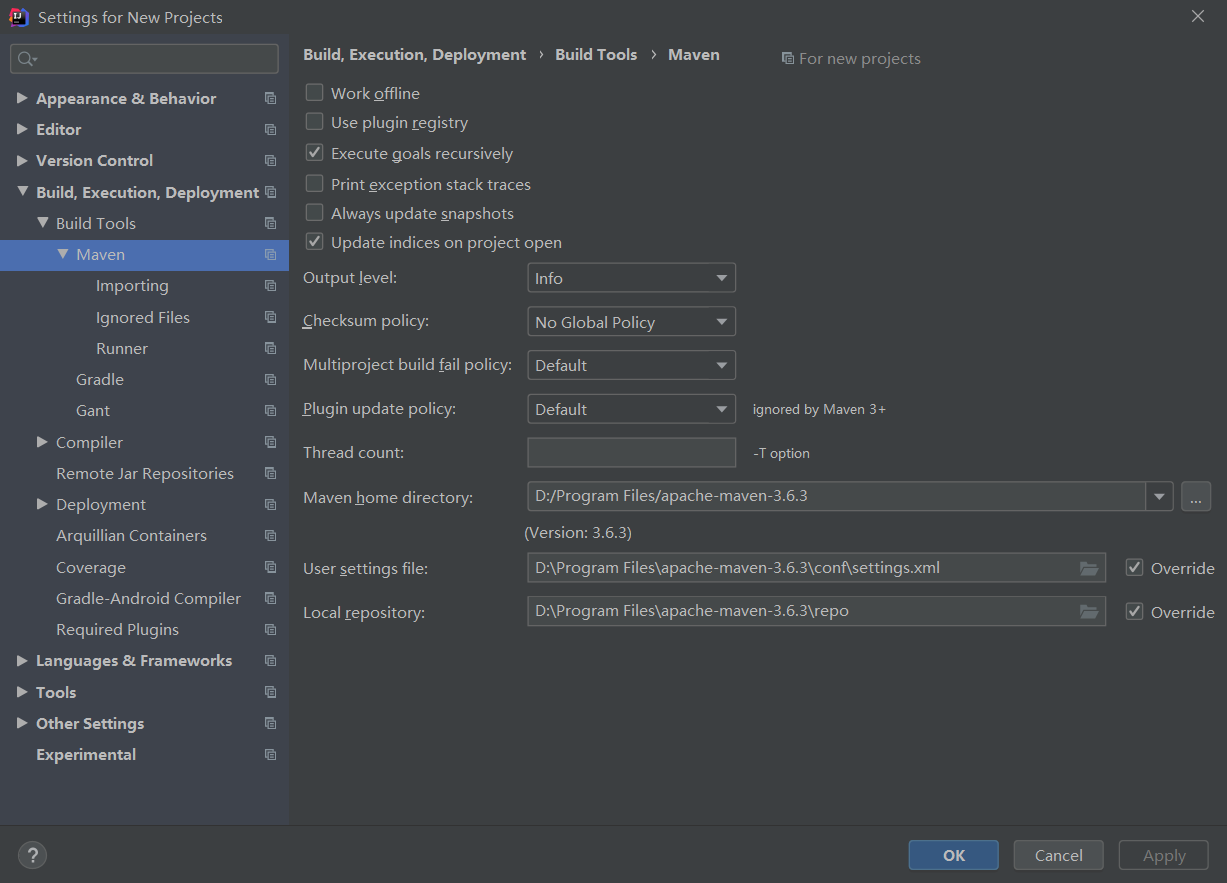 Settings for New Projects
Appearance & Behavior
Editor
Version Control
Build, Execution, Deployment
Build Tools
Maven
Importing
Ignored Files
Runner
Gradle
Gant
Compiler
Remote Jar Repositories
Deployment
Arquillian Containers
Coverage
Gradle-Android Compiler
Required Plugins
Languages & Frameworks
Tools
Other Settings
Experimental
Build, Execution, Deployment › Build Tools › Maven For new projects
Work offline
Use plugin registry
Execute goals recursively
Print exception stack traces
Always update snapshots
Update indices on project open
Output level: Info
Checksum policy: No Global Policy
Multiproject build fail policy: Default
Plugin update policy: Default ignored by Maven 3+
Thread count: -T option
Maven home directory: D:/Program Files/apache-maven-3.6.3 ...
(Version: 3.6.3)
User settings file: D:\Program Files\apache-maven-3.6.3\conf\settings.xml Override
Local repository: D:\Program Files\apache-maven-3.6.3\repo Override
? OK Cancel Apply